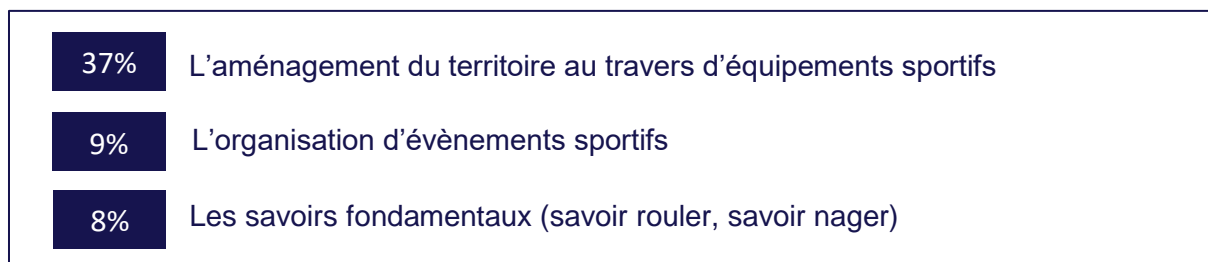 37% L’aménagement du territoire au travers d’équipements sportifs
9% L’organisation d’évènements sportifs
8% Les savoirs fondamentaux (savoir rouler, savoir nager)